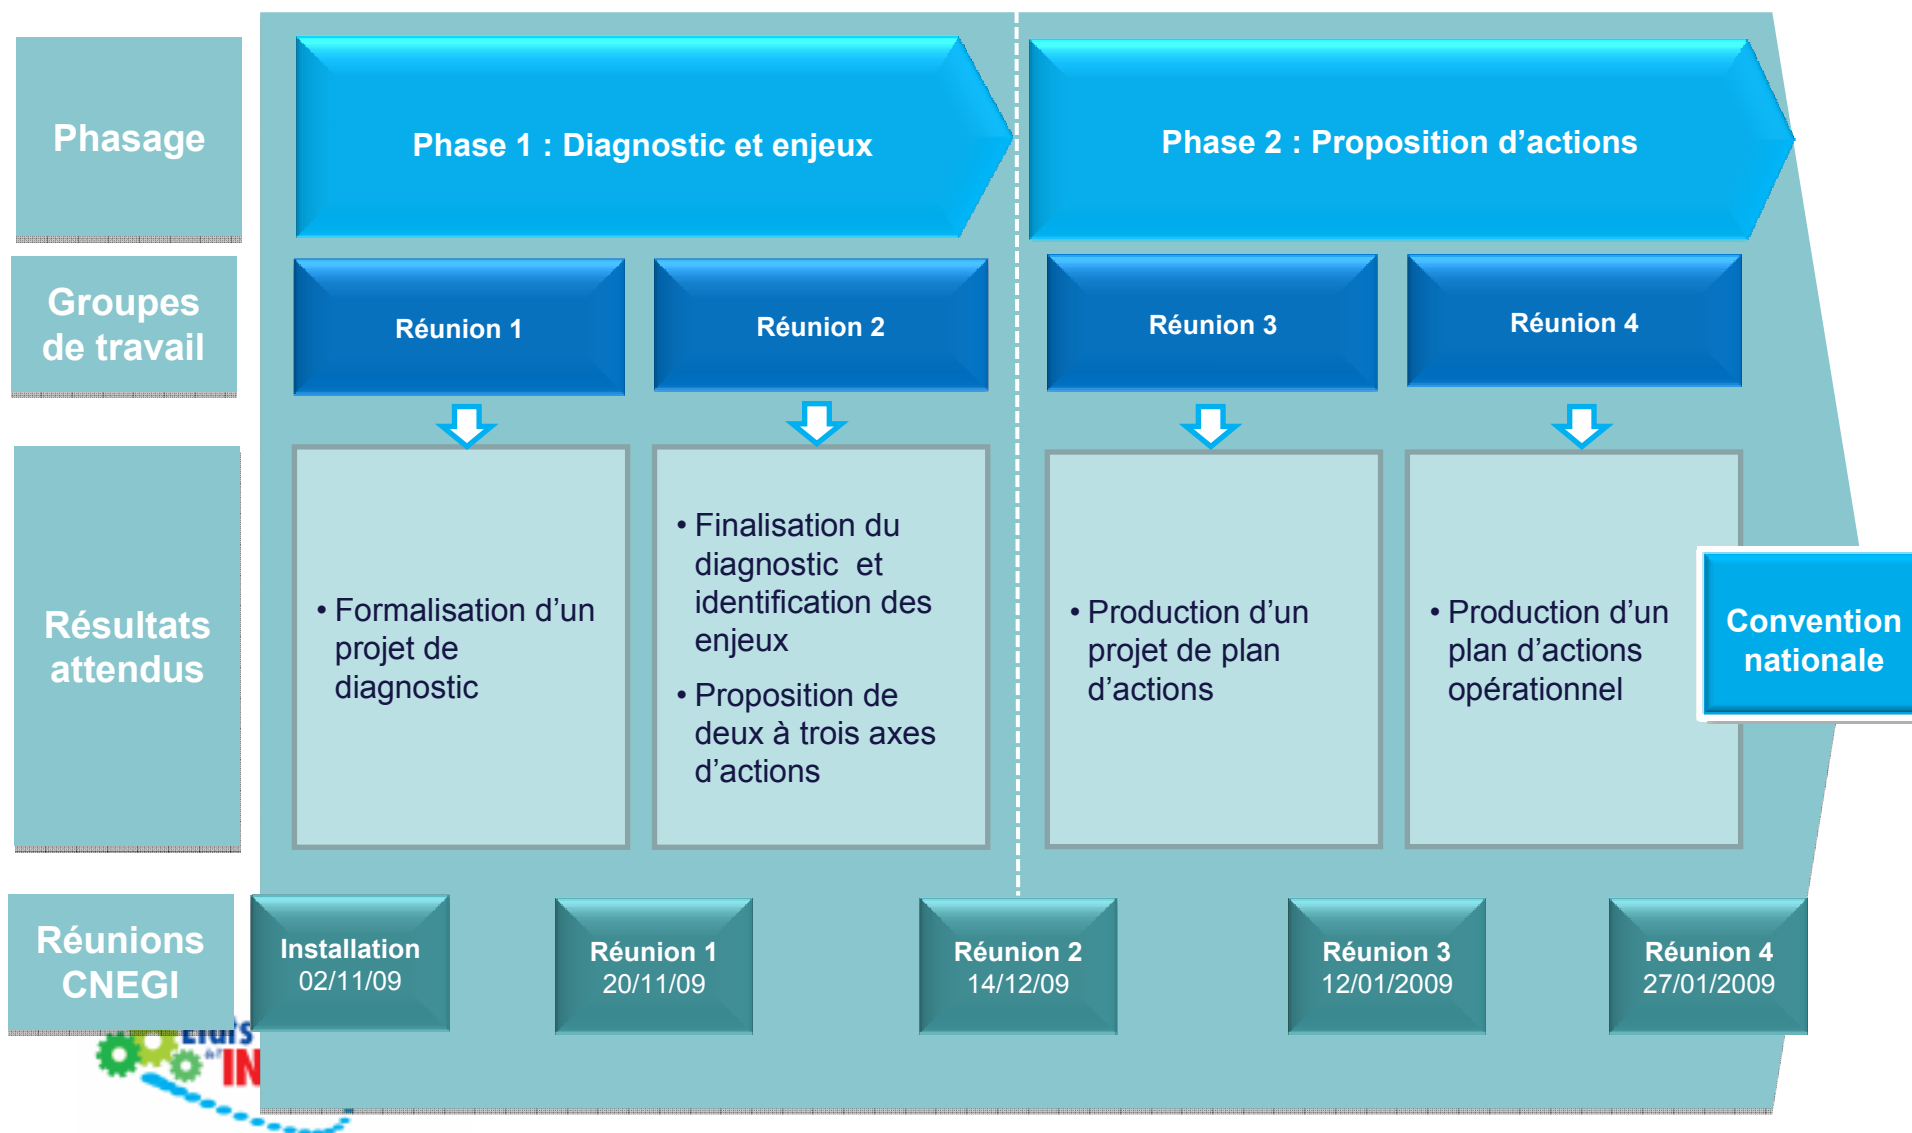 Phasage
Phase 1 : Diagnostic et enjeux
Phase 2 : Proposition d’actions
Groupes
de travail
Réunion 1
Réunion 2
Réunion 3
Réunion 4
Résultats
attendus
• Formalisation d’un
projet de
diagnostic
• Finalisation du
diagnostic et
identification des
enjeux
• Proposition de
deux à trois axes
d’actions
• Production d’un
projet de plan
d’actions
• Production d’un
plan d’actions
opérationnel
Convention
nationale
Réunions
CNEGI
Installation
02/11/09
Réunion 1
20/11/09
Réunion 2
14/12/09
Réunion 3
12/01/2009
Réunion 4
27/01/2009